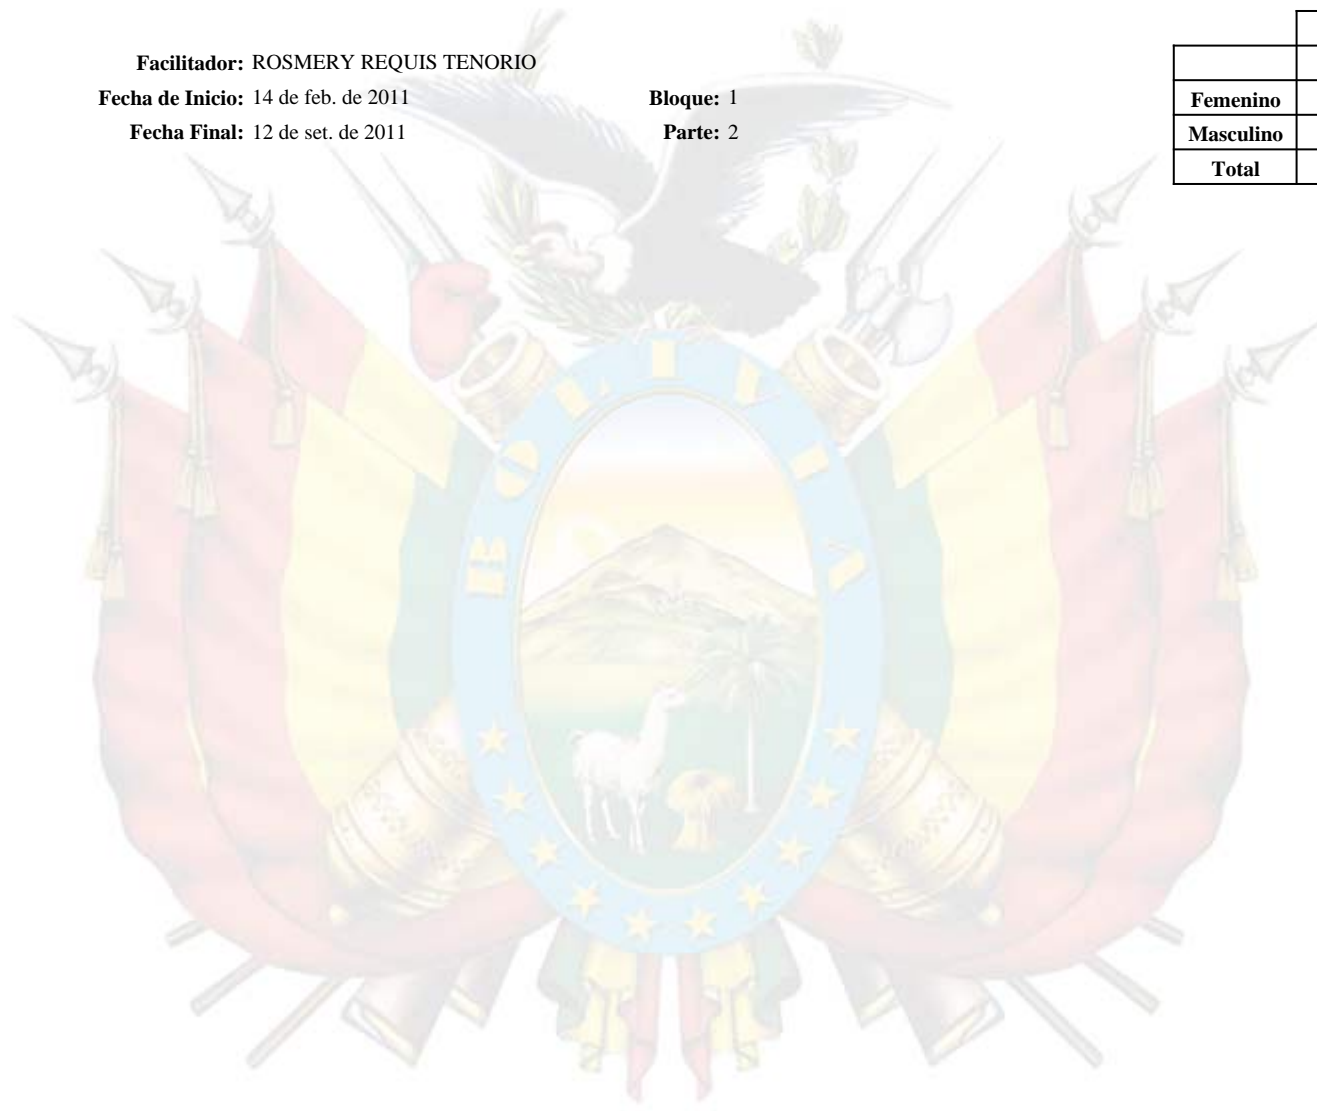 Facilitador: ROSMERY REQUIS TENORIO
Fecha de Inicio: 14 de feb. de 2011 Bloque: 1
Fecha Final: 12 de set. de 2011 Parte: 2
Femenino
Masculino
Total
BOLIVIA